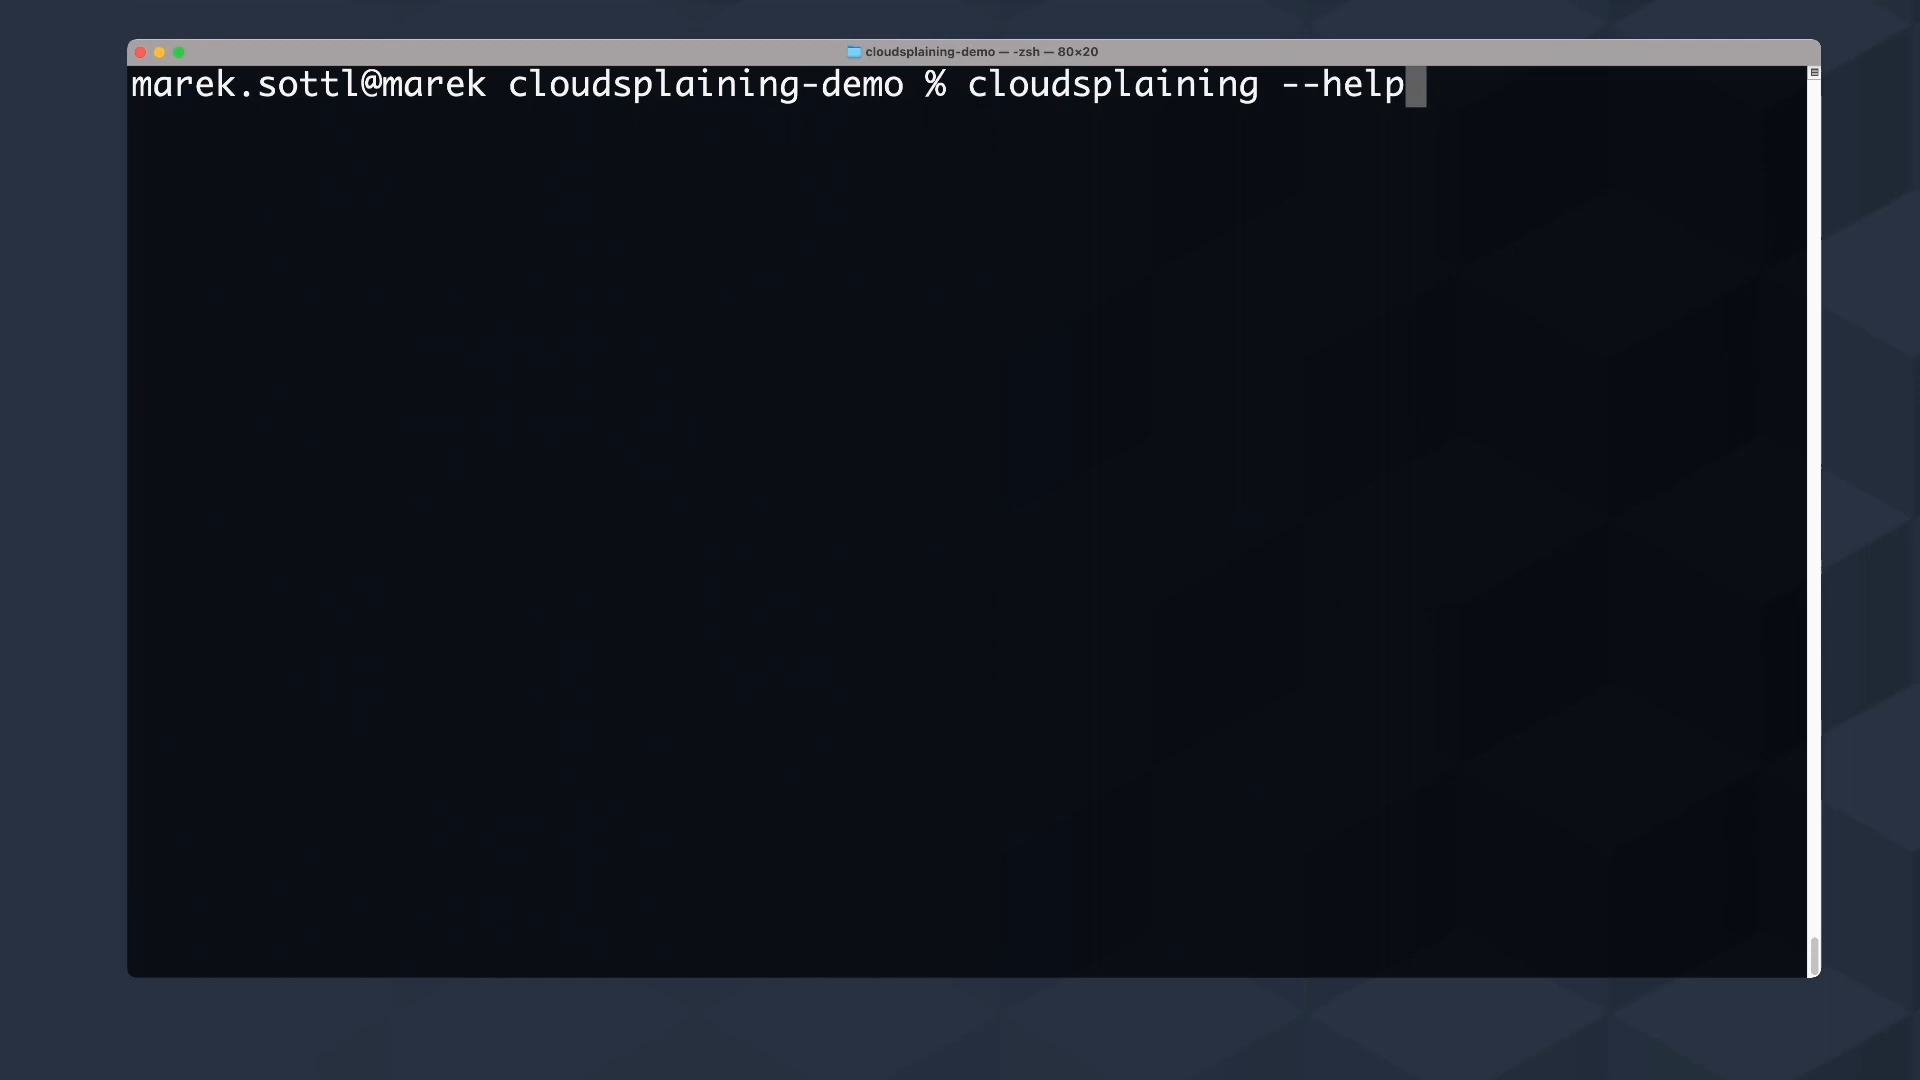 cloudsplaining-demo — -zsh — 80×20
marek.sottl@marek cloudsplaining-demo % cloudsplaining --help